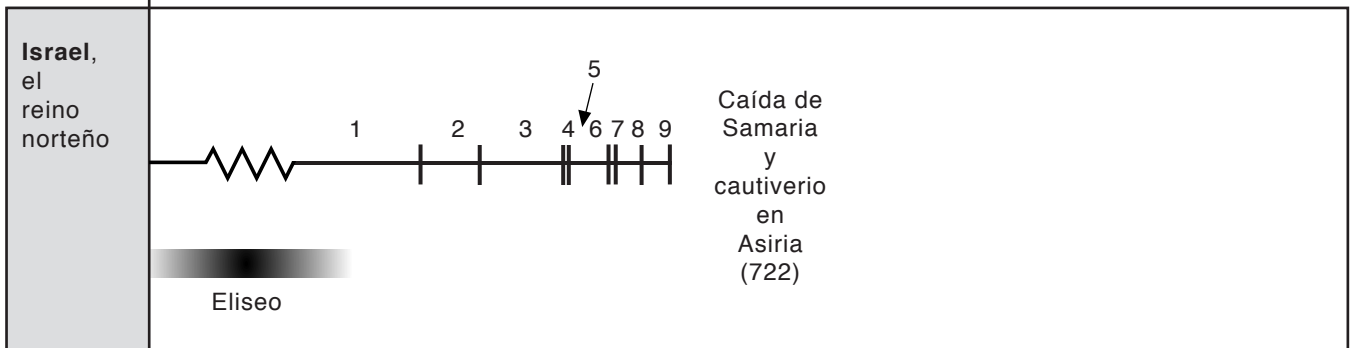 Israel,
el
reino
norteño
5
1 2 3 4 6 7 8 9
Caída de
Samaria
y
cautiverio
en
Asiria
(722)
Eliseo